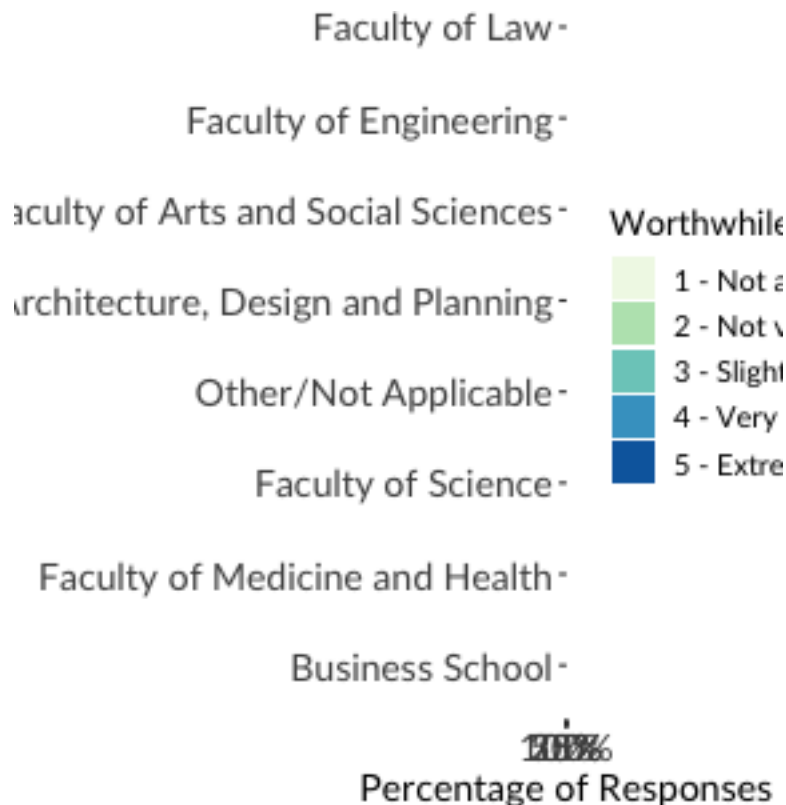 Faculty of Law
Faculty of Engineering
aculty of Arts and Social Sciences
Architecture, Design and Planning
Other/Not Applicable
Faculty of Science
Faculty of Medicine and Health
Business School
Percentage of Responses
Worthwhile
1 - Not a
2 - Not v
3 - Slight
4 - Very
5 - Extre